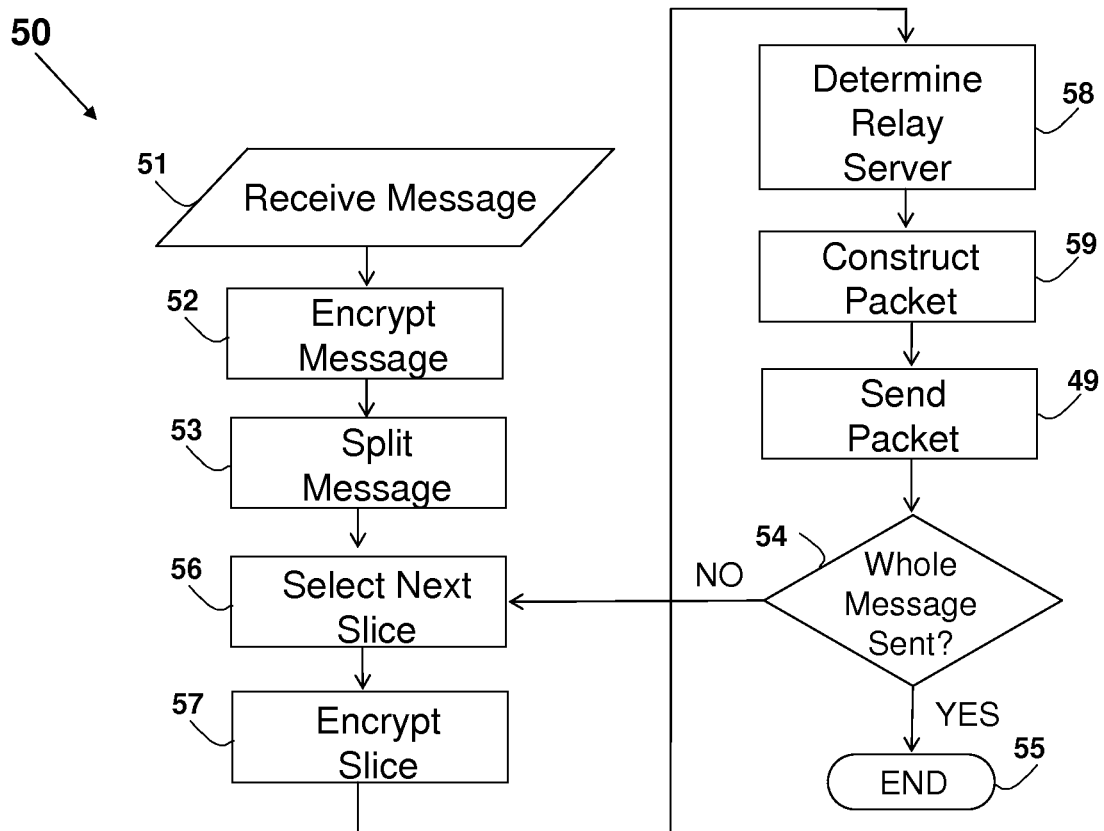 50
51
Receive Message
52
Encrypt
Message
53
Split
Message
56
Select Next
Slice
57
Encrypt
Slice
58
Determine
Relay
Server
59
Construct
Packet
49
Send
Packet
54
Whole
Message
Sent?
NO
YES
55
END